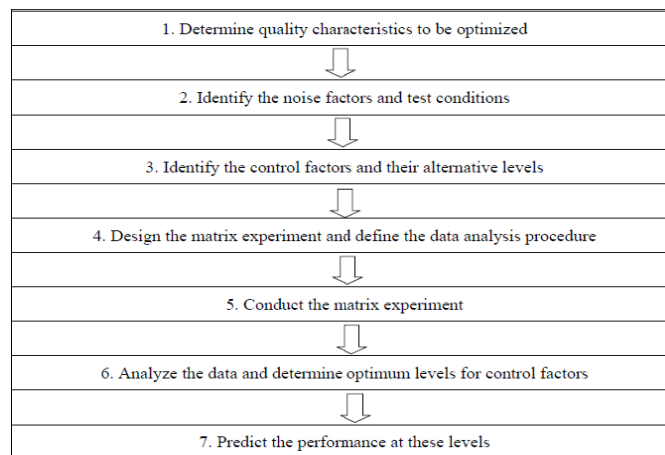 1. Determine quality characteristics to be optimized
2. Identify the noise factors and test conditions
3. Identify the control factors and their alternative levels
4. Design the matrix experiment and define the data analysis procedure
5. Conduct the matrix experiment
6. Analyze the data and determine optimum levels for control factors
7. Predict the performance at these levels